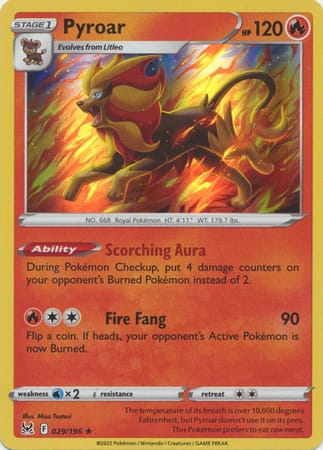 STAGE 1
Pyroar
HP 120
Evolves from Litleo
NO. 668 Royal Pokémon HT: 4'11" WT: 179.7 lbs.
Ability Scorching Aura
During Pokémon Checkup, put 4 damage counters on
your opponent's Burned Pokémon instead of 2.
Fire Fang 90
Flip a coin. If heads, your opponent's Active Pokémon is
now Burned.
weakness ×2 resistance retreat
Illus. Misa Tsutsui
F 029/196 ★
The temperature of its breath is over 10,000 degrees
Fahrenheit, but Pyroar doesn't use it on its prey.
This Pokémon prefers to eat raw meat.
©2022 Pokémon / Nintendo / Creatures / GAME FREAK